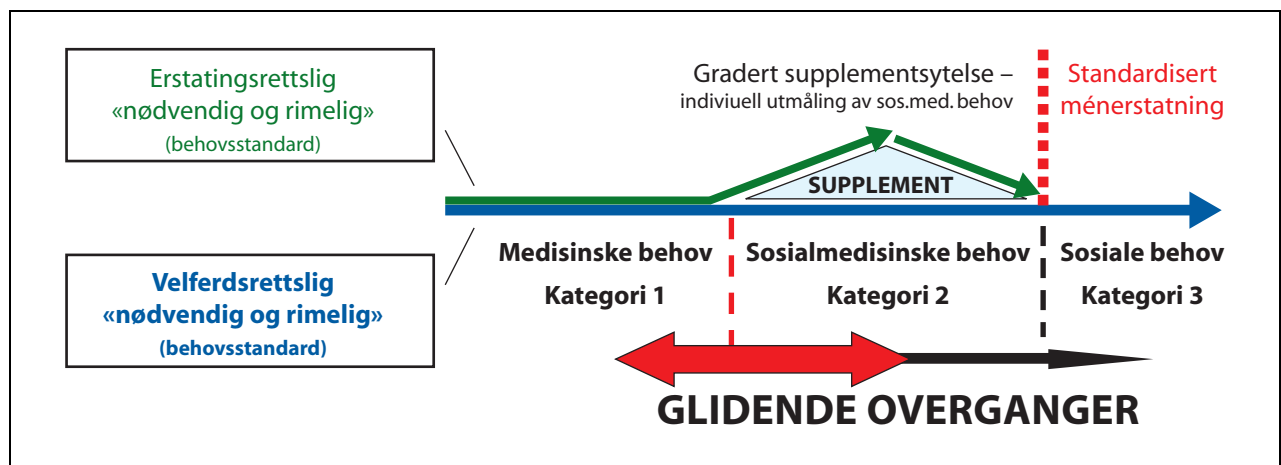 Erstatingsrettslig
«nødvendig og rimelig»
(behovsstandard)
Gradert supplementsytelse –
indiviuell utmåling av sos.med. behov
Standardisert
ménerstatning
SUPPLEMENT
Velferdsrettslig
«nødvendig og rimelig»
(behovsstandard)
Medisinske behov
Kategori 1
Sosialmedisinske behov
Kategori 2
Sosiale behov
Kategori 3
GLIDENDE OVERGANGER